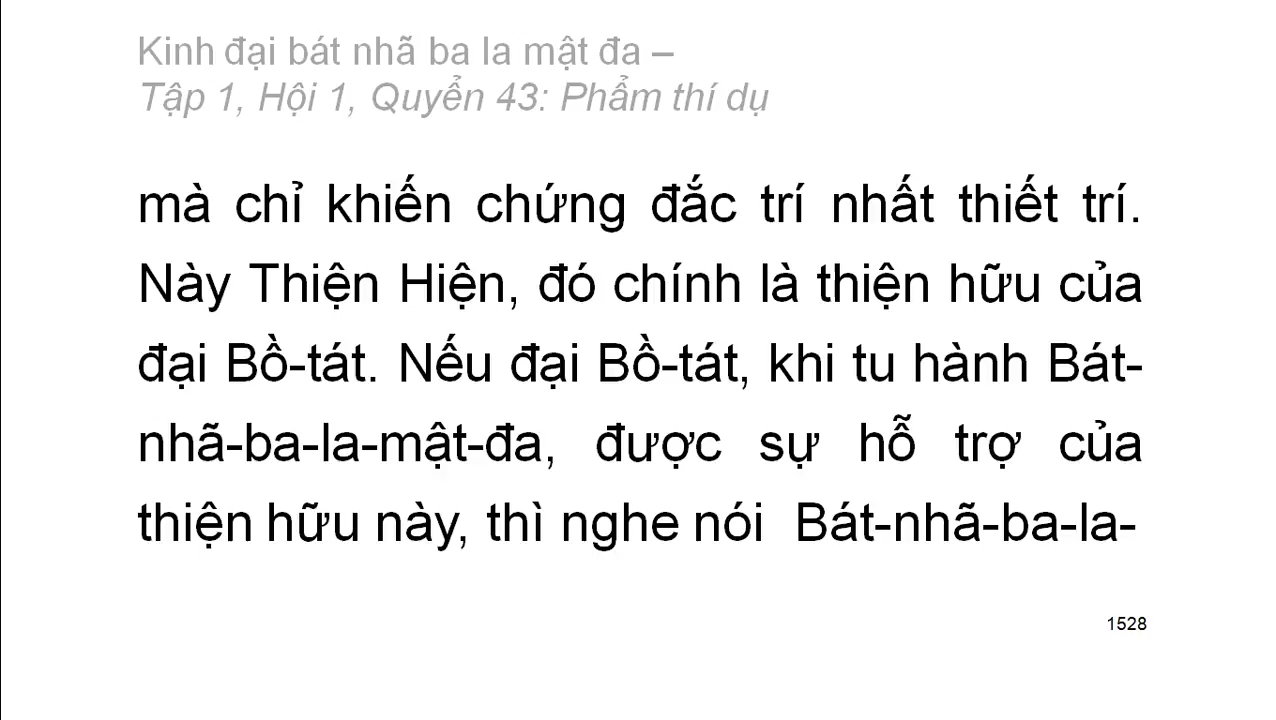 Kinh đại bát nhã ba la mật đa –
Tập 1, Hội 1, Quyển 43: Phẩm thí dụ
mà chỉ khiến chứng đắc trí nhất thiết trí.
Này Thiện Hiện, đó chính là thiện hữu của
đại Bồ-tát. Nếu đại Bồ-tát, khi tu hành Bát-
nhã-ba-la-mật-đa, được sự hỗ trợ của
thiện hữu này, thì nghe nói Bát-nhã-ba-la-
1528